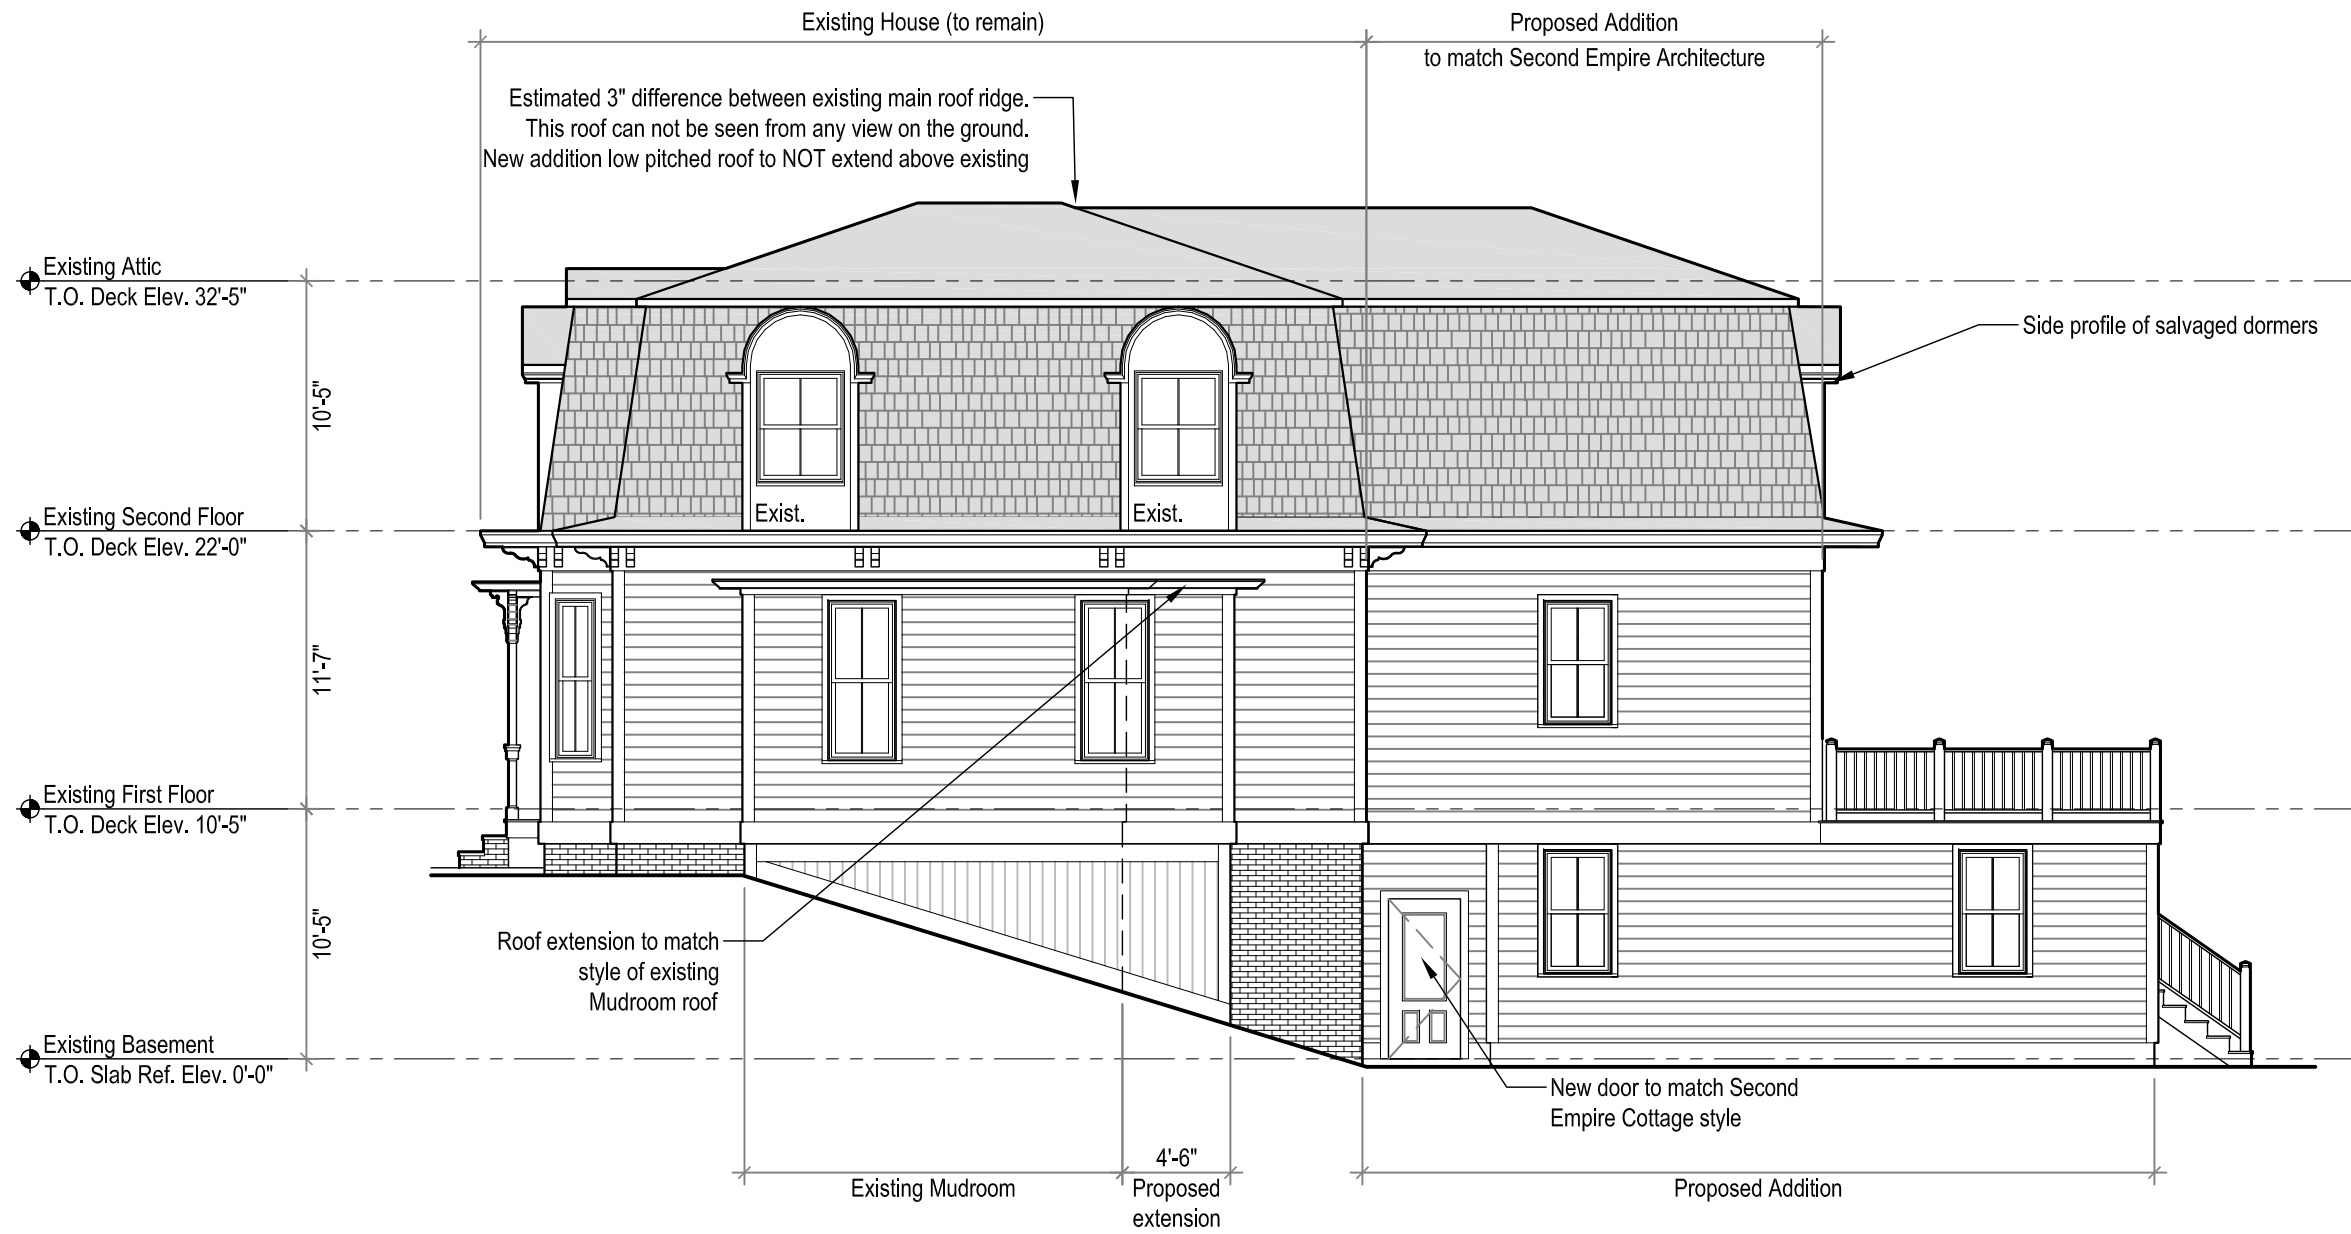 Existing House (to remain)
Proposed Addition
to match Second Empire Architecture
Estimated 3" difference between existing main roof ridge.
This roof can not be seen from any view on the ground.
New addition low pitched roof to NOT extend above existing
Existing Attic
T.O. Deck Elev. 32'-5"
Side profile of salvaged dormers
10'-5"
Exist.
Exist.
Existing Second Floor
T.O. Deck Elev. 22'-0"
11'-7"
Existing First Floor
T.O. Deck Elev. 10'-5"
10'-5"
Roof extension to match
style of existing
Mudroom roof
Existing Basement
T.O. Slab Ref. Elev. 0'-0"
New door to match Second
Empire Cottage style
4'-6"
Existing Mudroom
Proposed
extension
Proposed Addition